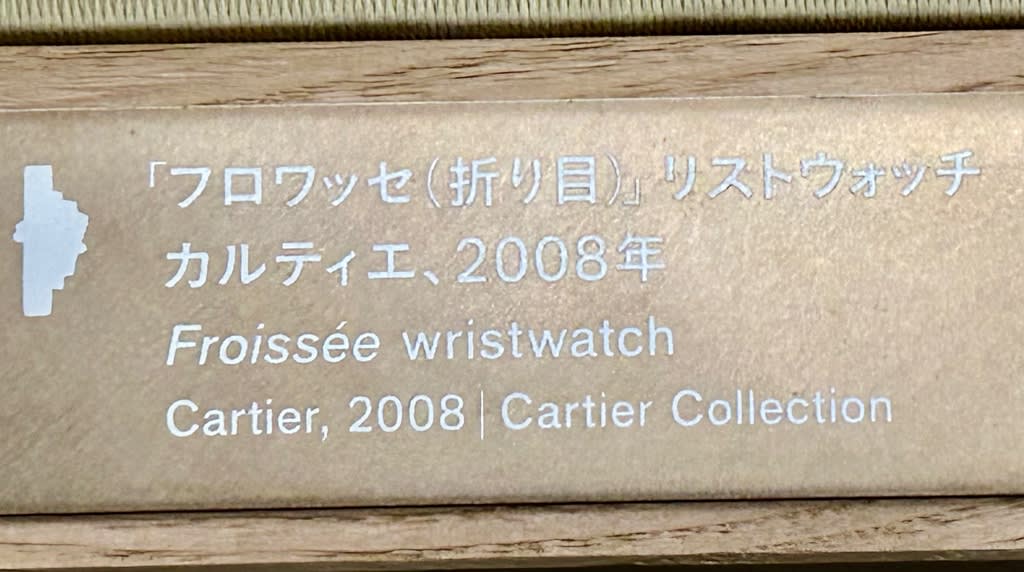 「フロワッセ(折り目)」リストウォッチ
カルティエ、2008年
Froissée wristwatch
Cartier, 2008 | Cartier Collection